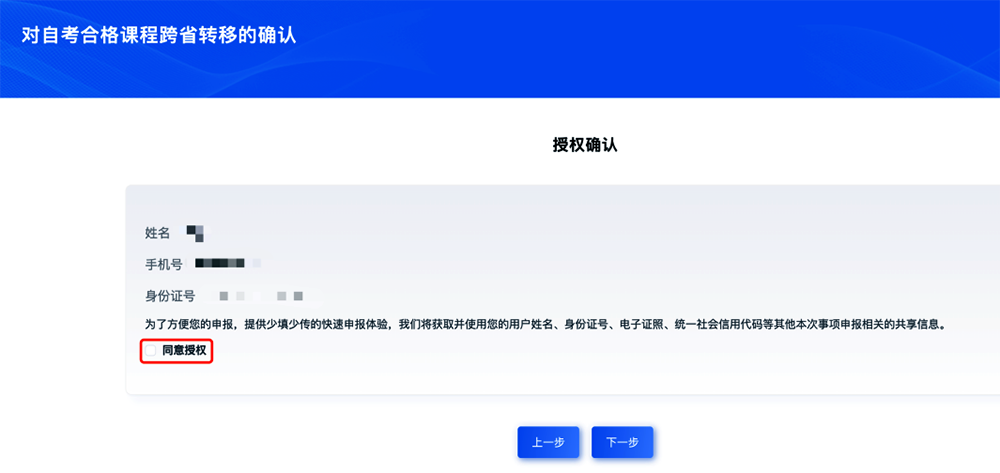 对自考合格课程跨省转移的确认
授权确认
姓名
手机号
身份证号
为了方便您的申报，提供少填少传的快速申报体验，我们将获取并使用您的用户姓名、身份证号、电子证照、统一社会信用代码等其他本次事项申报相关的共享信息。
同意授权
上一步 下一步